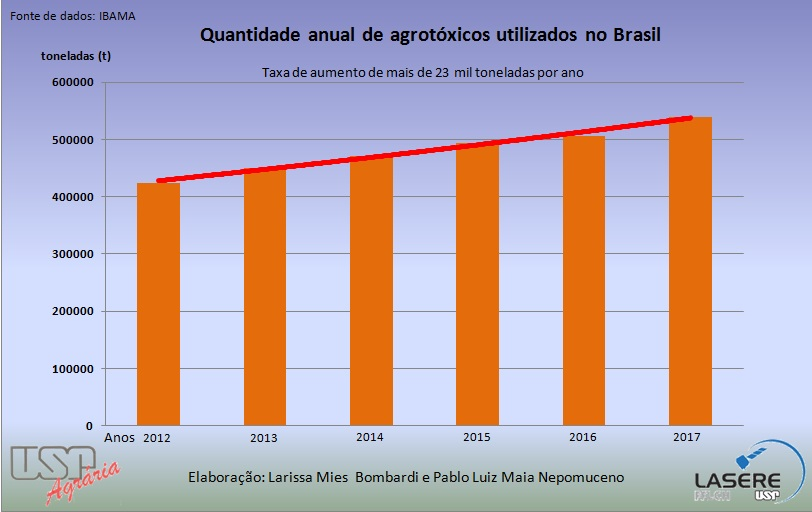 Fonte de dados: IBAMA
Quantidade anual de agrotóxicos utilizados no Brasil
toneladas (t)
Taxa de aumento de mais de 23 mil toneladas por ano
600000
500000
400000
300000
200000
100000
0
Anos 2012 2013 2014 2015 2016 2017
USP
Agrária
Elaboração: Larissa Mies Bombardi e Pablo Luiz Maia Nepomuceno
LASERE
USP